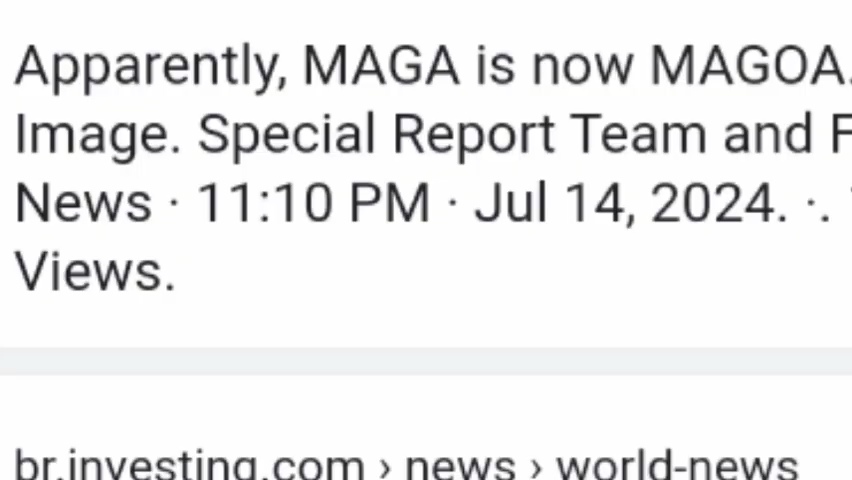 Apparently, MAGA is now MAGOA.
Image. Special Report Team and F
News · 11:10 PM · Jul 14, 2024. ·.
Views.
br.investing.com › news › world-news